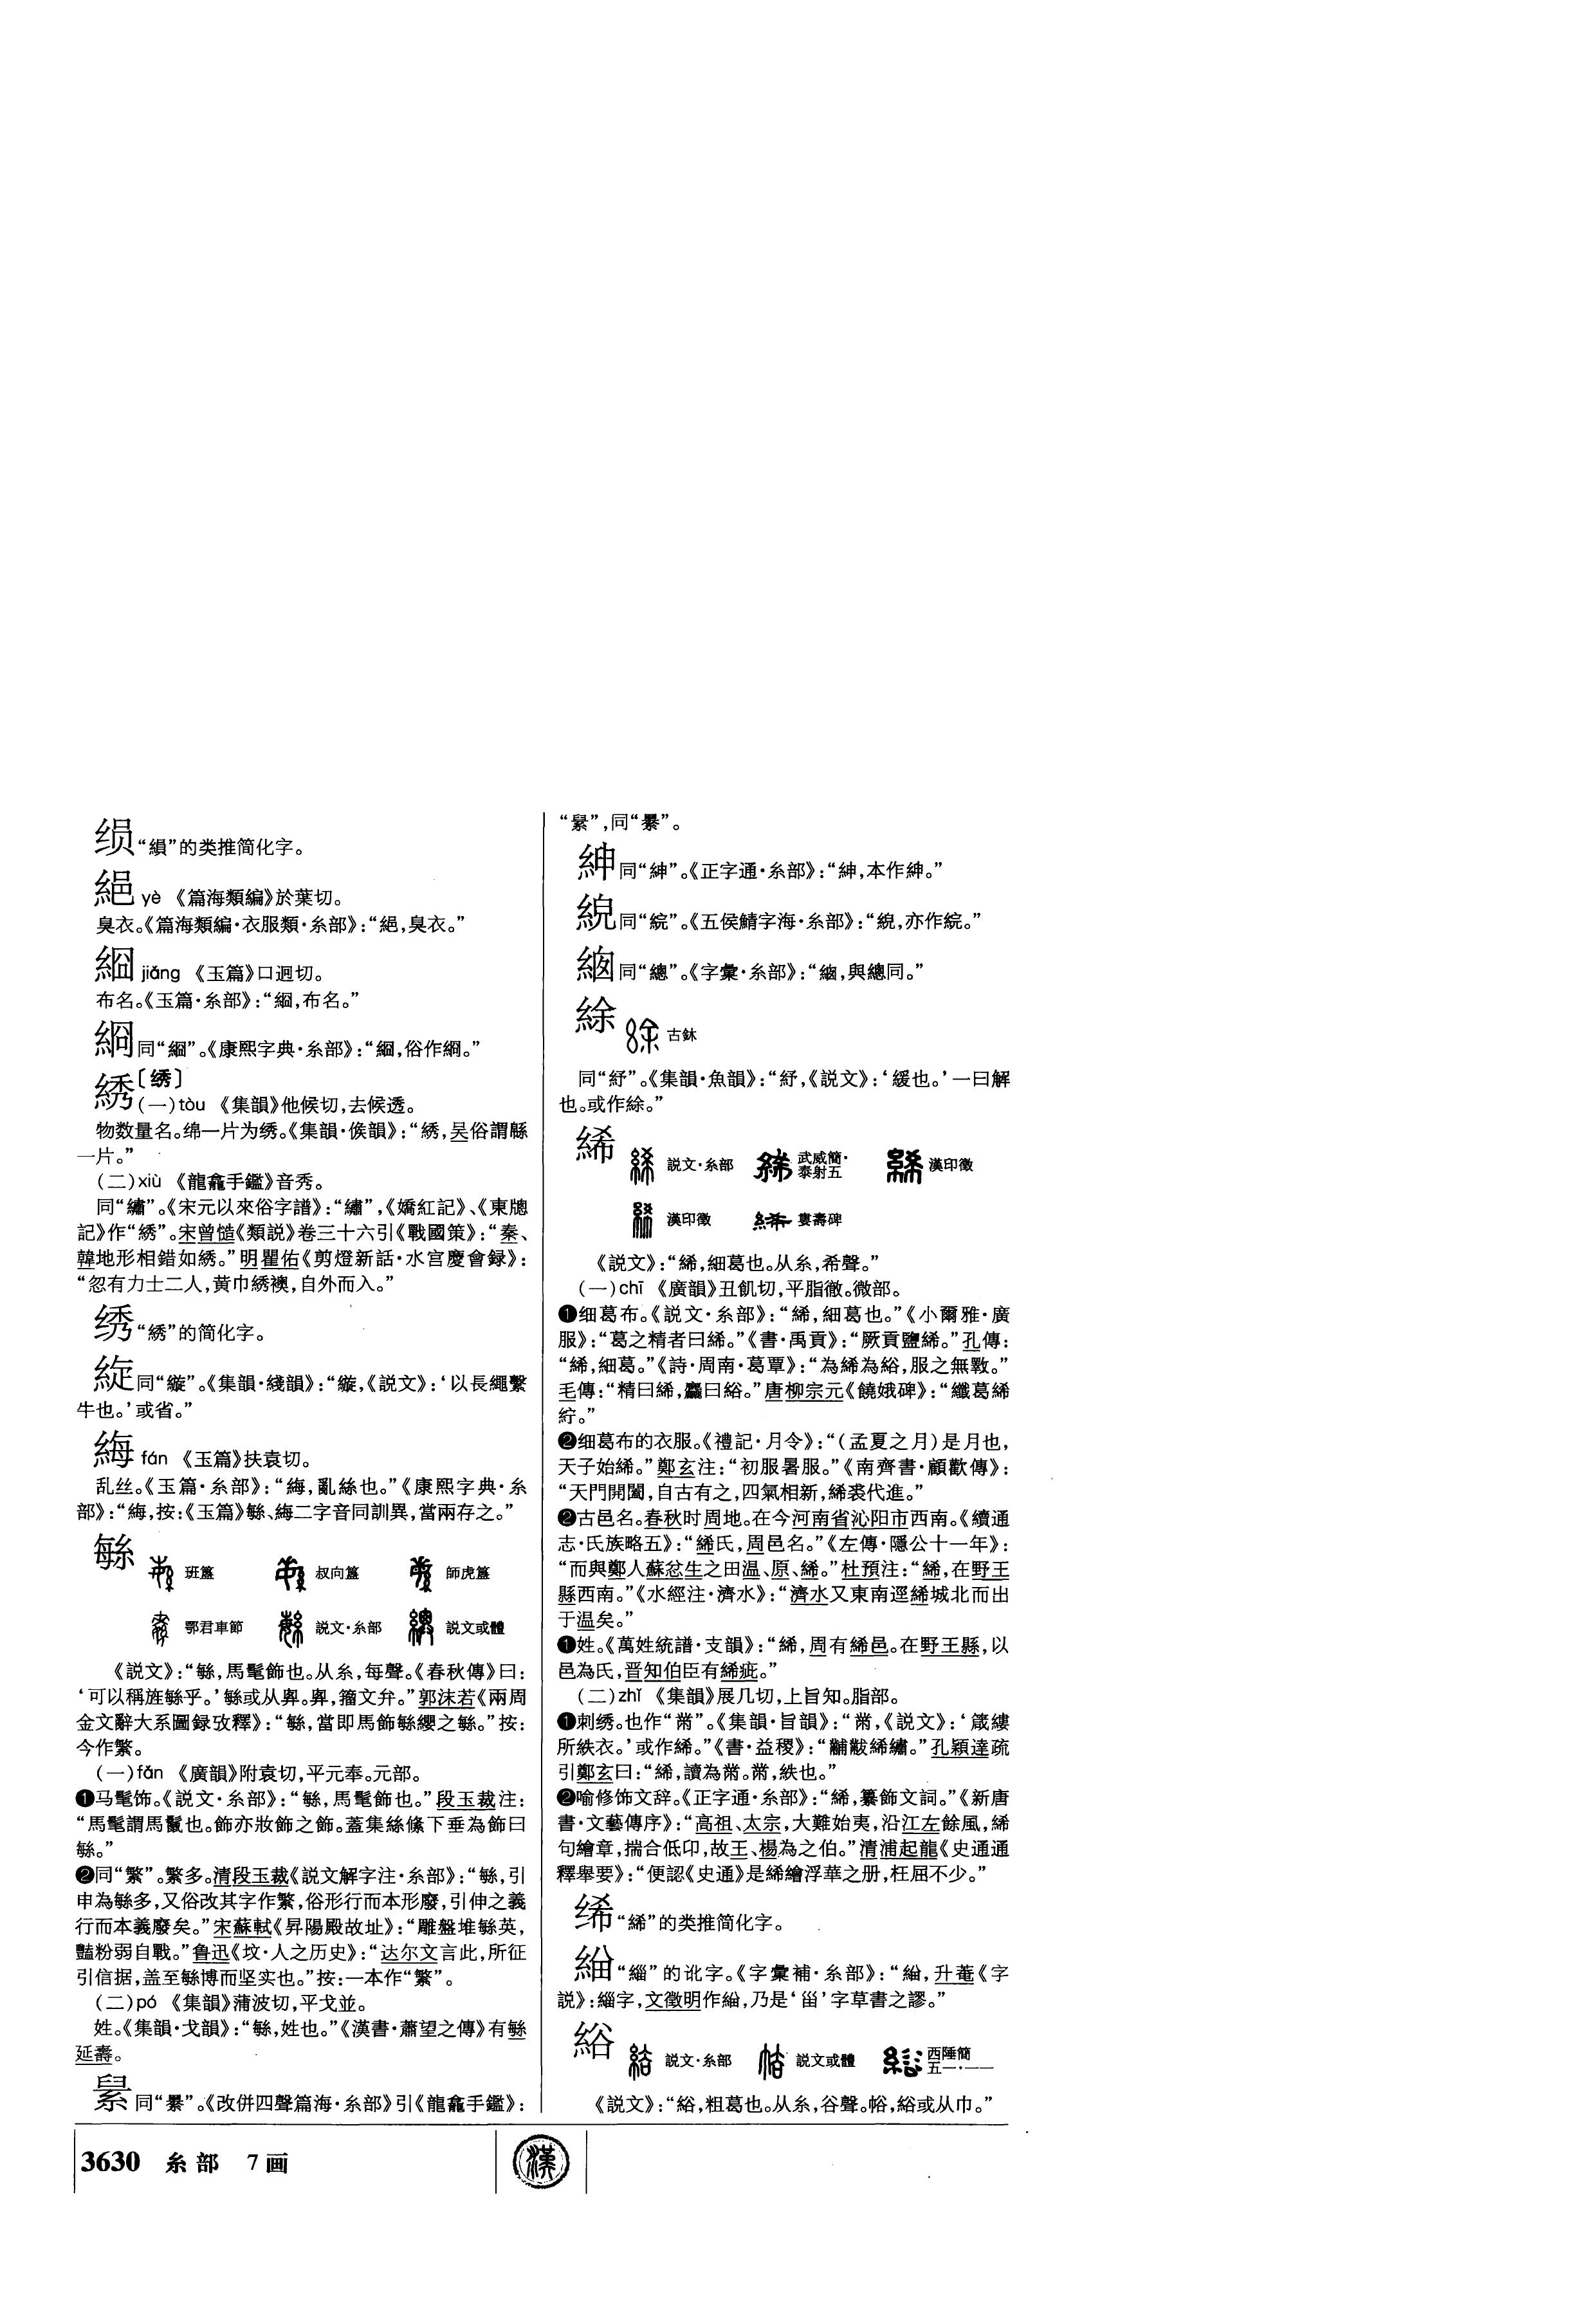 缊“縜”的类推简化字。
絕 yè 《篇海類編》於葉切。
臭衣。《篇海類編·衣服類·糸部》：“絕，臭衣。”
絗 jiǎng 《玉篇》口迥切。
布名。《玉篇·糸部》：“絗，布名。”
綗同“絗”。《康熙字典·糸部》：“絗，俗作綗。”
綉〔绣〕
(一)tòu 《集韻》他候切，去候透。
物数量名。绵一片为绣。《集韻·候韻》：“綉，吴俗謂緜
一片。”
(二)xiù 《龍龕手鑑》音秀。
同“繡”。《宋元以來俗字譜》：“繡”，《嬌紅記》、《東牕
記》作“綉”。宋曾慥《類説》卷三十六引《戰國策》：“秦、
韓地形相錯如綉。”明瞿佑《剪燈新話·水宫慶會録》：
“忽有力士二人，黄巾綉襖，自外而入。”
绣“綉”的简化字。
綻同“縼”。《集韻·綫韻》：“縼，《説文》：‘以長繩繫
牛也。’或省。”
䋣 fán 《玉篇》扶袁切。
乱丝。《玉篇·糸部》：“䋣，亂絲也。”《康熙字典·糸
部》：“䋣，按：《玉篇》緐、䋣二字音同訓異，當兩存之。”
緐 班簋 叔向簋 師虎簋
鄂君車節 説文·糸部 説文或體
《説文》：“緐，馬髦飾也。从糸，每聲。《春秋傳》曰：
‘可以稱旌緐乎。’緐或从𢍍。𢍍，籀文弁。”郭沫若《兩周
金文辭大系圖録攷釋》：“緐，當即馬飾緐纓之緐。”按：
今作繁。
(一)fán 《廣韻》附袁切，平元奉。元部。
❶马髦饰。《説文·糸部》：“緐，馬髦飾也。”段玉裁注：
“馬髦謂馬鬣也。飾亦妝飾之飾。蓋集絲絛下垂為飾曰
緐。”
❷同“繁”。繁多。清段玉裁《説文解字注·糸部》：“緐，引
申為緐多，又俗改其字作繁，俗形行而本形廢，引伸之義
行而本義廢矣。”宋蘇軾《昇陽殿故址》：“雕盤堆緐英，
豔粉弱自戰。”鲁迅《坟·人之历史》：“达尔文言此，所征
引信据，盖至緐博而坚实也。”按：一本作“繁”。
(二)pó 《集韻》蒲波切，平戈並。
姓。《集韻·戈韻》：“緐，姓也。”《漢書·蕭望之傳》有緐
延壽。
同“纍”。《改併四聲篇海·糸部》引《龍龕手鑑》：
同“紳”。《正字通·糸部》：“紳，本作紳。”
綐同“綄”。《五侯鯖字海·糸部》：“綐，亦作綄。”
同“總”。《字彙·糸部》：“與總同。”
絵 古鉥
同“紓”。《集韻·魚韻》：“紓，《説文》：‘緩也。’一曰解
也。或作絵。”
絺 説文·糸部 武威簡·泰射五 漢印徵
漢印徵 婁壽碑
《説文》：“絺，細葛也。从糸，希聲。”
(一)chī 《廣韻》丑飢切，平脂徹。微部。
❶细葛布。《説文·糸部》：“絺，細葛也。”《小爾雅·廣
服》：“葛之精者曰絺。”《書·禹貢》：“厥貢鹽絺。”孔傳：
“絺，細葛。”《詩·周南·葛覃》：“為絺為綌，服之無斁。”
毛傳：“精曰絺，麤曰綌。”唐柳宗元《饒娥碑》：“纖葛絺
紵。”
❷细葛布的衣服。《禮記·月令》：“(孟夏之月)是月也，
天子始絺。”鄭玄注：“初服暑服。”《南齊書·顧歡傳》：
“天門開闔，自古有之，四氣相新，絺裘代進。”
❷古邑名。春秋时周地。在今河南省沁阳市西南。《續通
志·氏族略五》：“絺氏，周邑名。”《左傳·隱公十一年》：
“而與鄭人蘇忿生之田温、原、絺。”杜預注：“絺，在野王
縣西南。”《水經注·濟水》：“濟水又東南逕絺城北而出
于温矣。”
❶姓。《萬姓統譜·支韻》：“絺，周有絺邑。在野王縣，以
邑為氏，晋知伯臣有絺疵。”
(二)zhǐ 《集韻》展几切，上旨知。脂部。
❶刺绣。也作“黹”。《集韻·旨韻》：“黹，《説文》：‘箴縷
所紩衣。’或作絺。”《書·益稷》：“黼黻絺繡。”孔穎達疏
引鄭玄曰：“絺，讀為黹。黹，紩也。”
❷喻修饰文辞。《正字通·糸部》：“絺，纂飾文詞。”《新唐
書·文藝傳序》：“高祖、太宗，大難始夷，沿江左餘風，絺
句繪章，揣合低卬，故王、楊為之伯。”清浦起龍《史通通
釋舉要》：“便認《史通》是絺繪浮華之册，枉屈不少。”
𫄨“絺”的类推简化字。
“緇”的讹字。《字彙補·糸部》：“升菴《字
説》：緇字，文徵明作乃是‘甾’字草書之謬。”
綌 説文·糸部 説文或體 西陲簡五一·一一
《説文》：“綌，粗葛也。从糸，谷聲。㡈，綌或从巾。”
3630 糸部 7画
漢